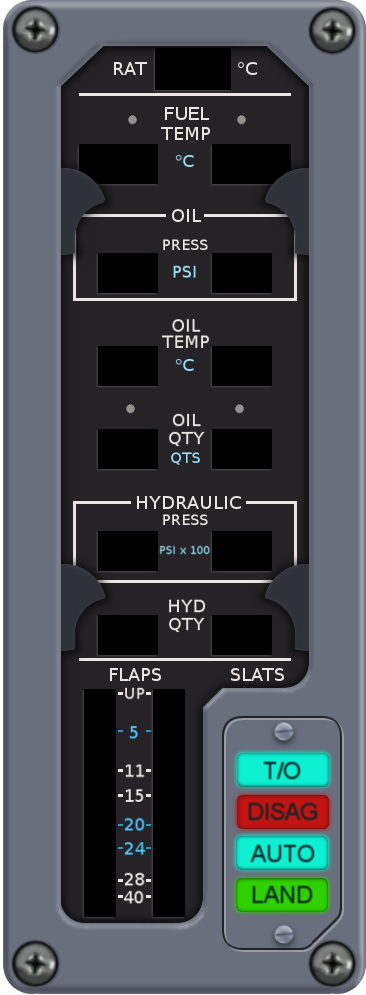 RAT °C
FUEL
TEMP
°C
OIL
PRESS
PSI
OIL
TEMP
°C
OIL
QTY
QTS
HYDRAULIC
PRESS
PSI x 100
HYD
QTY
FLAPS SLATS
-UP-
- 5 -
-11-
-15-
-20-
-24-
-28-
-40-
T/O
DISAG
AUTO
LAND